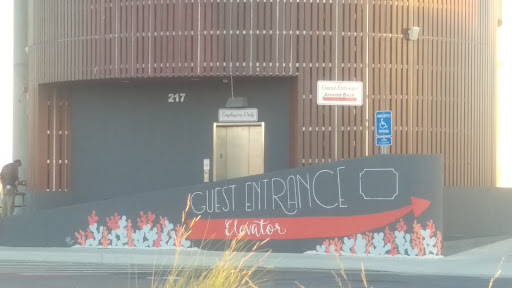 217
Employees Only
Guest Entrance
Around Back
GUEST ENTRANCE
Elevator